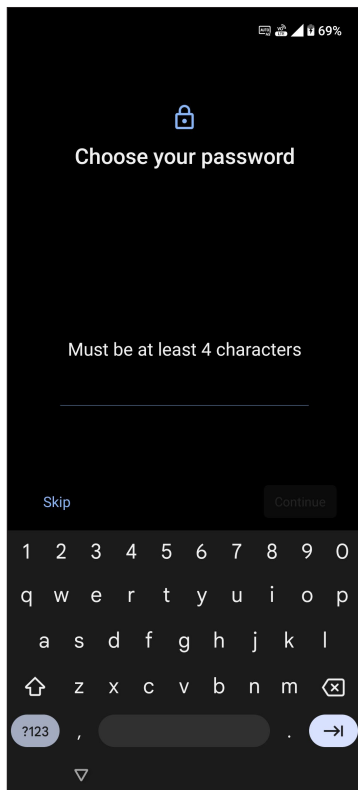 69%
Choose your password
Must be at least 4 characters
Skip
Continue
1 2 3 4 5 6 7 8 9 0
q w e r t y u i o p
a s d f g h j k l
z x c v b n m
?123 , .